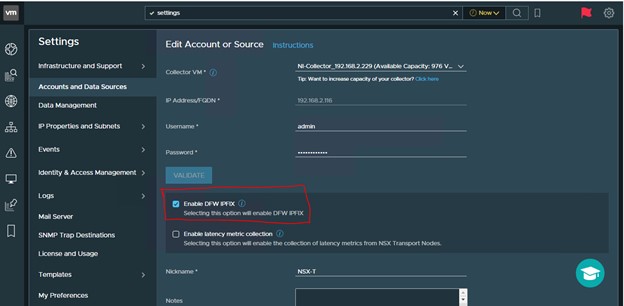 vm
settings
Now
Settings
Infrastructure and Support
Accounts and Data Sources
Data Management
IP Properties and Subnets
Events
Identity & Access Management
Logs
Mail Server
SNMP Trap Destinations
License and Usage
Templates
My Preferences
Edit Account or Source Instructions
Collector VM * NI-Collector_192.168.2.229 (Available Capacity: 976 V...
Tip: Want to increase capacity of your collector? Click here
IP Address/FQDN * 192.168.2.116
Username * admin
Password * ••••••••••••
VALIDATE
Enable DFW IPFIX
Selecting this option will enable DFW IPFIX
Enable latency metric collection
Selecting this option will enable the collection of latency metrics from NSX Transport Nodes.
Nickname * NSX-T
Notes